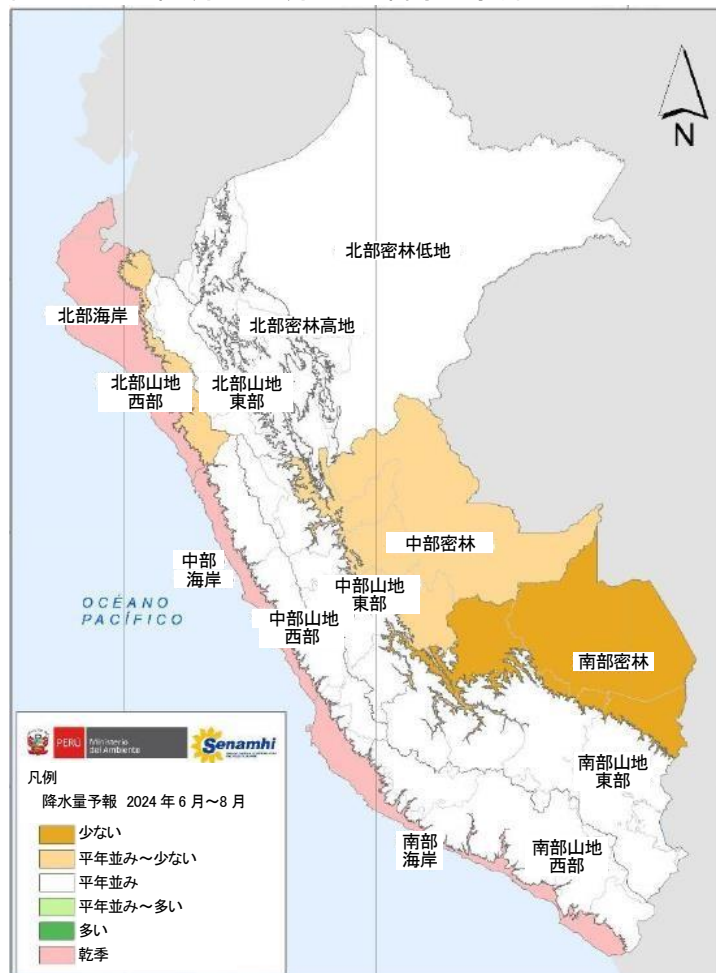 N
北部密林低地
北部海岸
北部密林高地
北部山地
西部
北部山地
東部
中部密林
中部
海岸
中部山地
東部
OCÉANO
PACÍFICO
中部山地
西部
南部密林
南部山地
東部
南部
海岸
南部山地
西部
PERÚ
Ministerio
del Ambiente
Senamhi
凡例
降水量予報 2024 年 6 月～8 月
少ない
平年並み～少ない
平年並み
平年並み～多い
多い
乾季